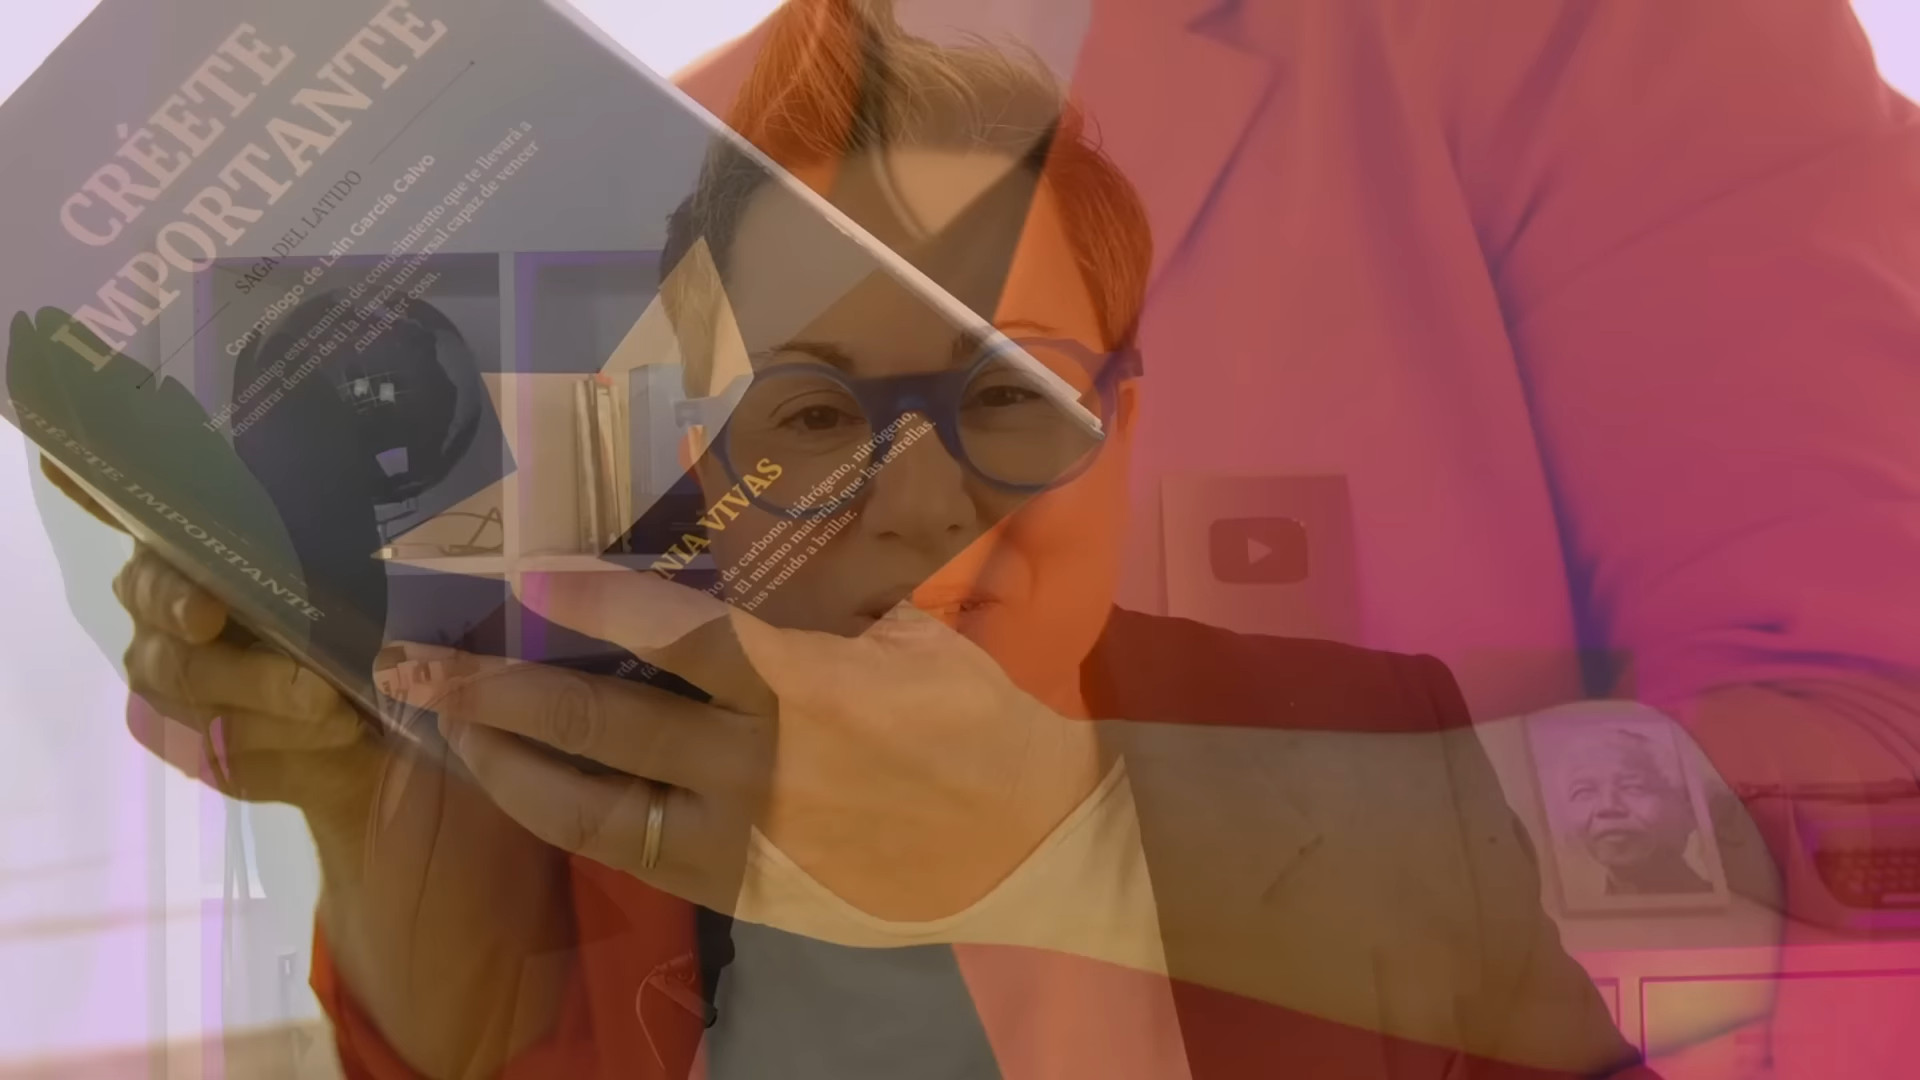 CRÉETE
IMPORTANTE
SAGA DEL LATIDO
Con prólogo de Laín García Calvo
Inicia conmigo este camino de conocimiento que te llevará a
encontrar dentro de ti la fuerza universal capaz de vencer
cualquier cosa.
CRÉETE IMPORTANTE
NIA VIVAS
ho de carbono, hidrógeno, nitrógeno,
o. El mismo material que las estrellas.
has venido a brillar.